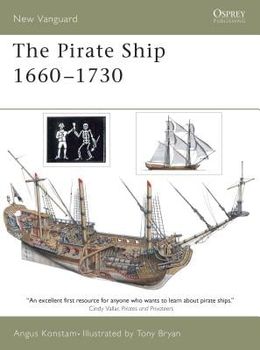 New Vanguard
OSPREY
PUBLISHING
The Pirate Ship
1660–1730
"An excellent first resource for anyone who wants to learn about pirate ships."
Cindy Vallar, Pirates and Privateers
Angus Konstam • Illustrated by Tony Bryan